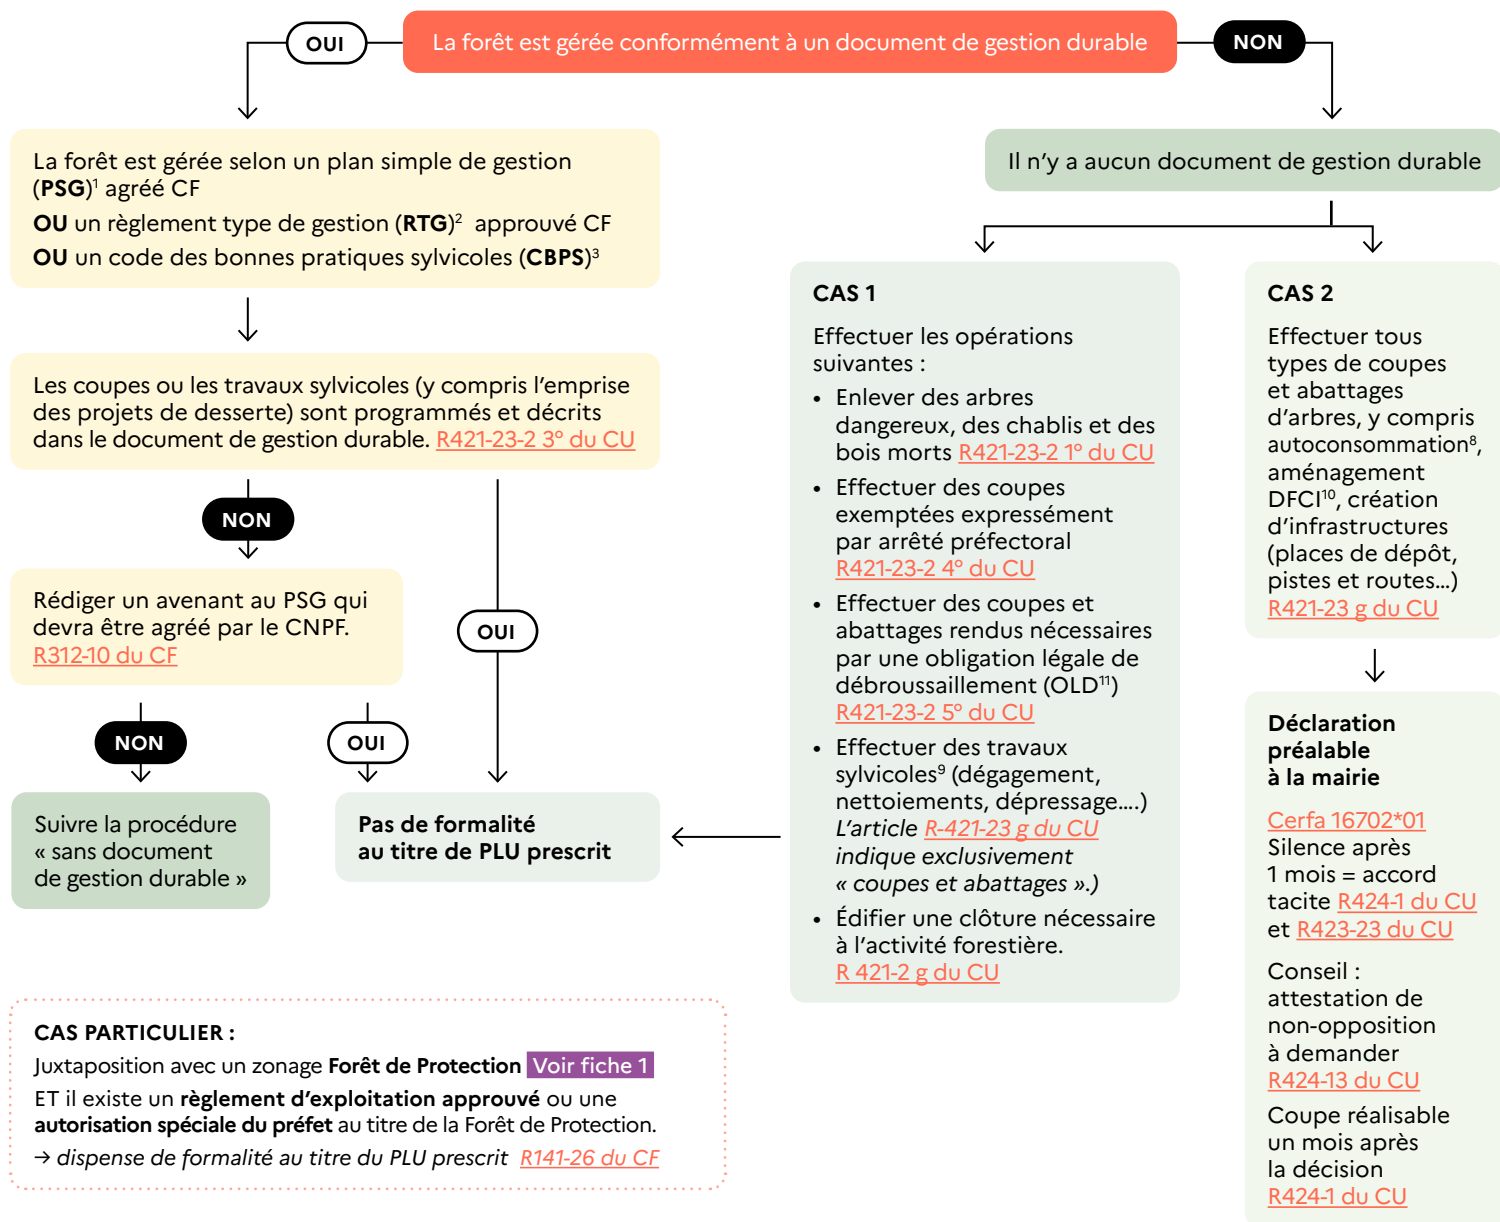 OUI
La forêt est gérée conformément à un document de gestion durable
NON
La forêt est gérée selon un plan simple de gestion
(PSG)¹ agréé CF
OU un règlement type de gestion (RTG)² approuvé CF
OU un code des bonnes pratiques sylvicoles (CBPS)³
Les coupes ou les travaux sylvicoles (y compris l'emprise
des projets de desserte) sont programmés et décrits
dans le document de gestion durable. R421-23-2 3° du CU
NON
Rédiger un avenant au PSG qui
devra être agréé par le CNPF.
R312-10 du CF
OUI
NON
OUI
Suivre la procédure
« sans document
de gestion durable »
Pas de formalité
au titre de PLU prescrit
Il n'y a aucun document de gestion durable
CAS 1
Effectuer les opérations
suivantes :
• Enlever des arbres
dangereux, des chablis et des
bois morts R421-23-2 1° du CU
• Effectuer des coupes
exemptées expressément
par arrêté préfectoral
R421-23-2 4° du CU
• Effectuer des coupes et
abattages rendus nécessaires
par une obligation légale de
débroussaillement (OLD¹¹)
R421-23-2 5° du CU
• Effectuer des travaux
sylvicoles⁹ (dégagement,
nettoiements, dépressage....)
L'article R-421-23 g du CU
indique exclusivement
« coupes et abattages ».)
• Édifier une clôture nécessaire
à l'activité forestière.
R 421-2 g du CU
CAS 2
Effectuer tous
types de coupes
et abattages
d'arbres, y compris
autoconsommation⁸,
aménagement
DFCI¹⁰, création
d'infrastructures
(places de dépôt,
pistes et routes...)
R421-23 g du CU
Déclaration
préalable
à la mairie
Cerfa 16702*01
Silence après
1 mois = accord
tacite R424-1 du CU
et R423-23 du CU
Conseil :
attestation de
non-opposition
à demander
R424-13 du CU
Coupe réalisable
un mois après
la décision
R424-1 du CU
CAS PARTICULIER :
Juxtaposition avec un zonage Forêt de Protection Voir fiche 1
ET il existe un règlement d'exploitation approuvé ou une
autorisation spéciale du préfet au titre de la Forêt de Protection.
→ dispense de formalité au titre du PLU prescrit R141-26 du CF